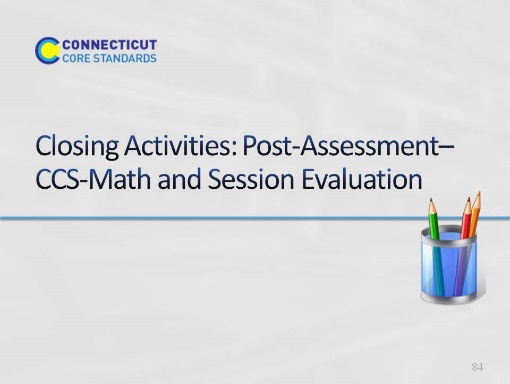 CONNECTICUT
CORE STANDARDS
Closing Activities: Post-Assessment–
CCS-Math and Session Evaluation
84